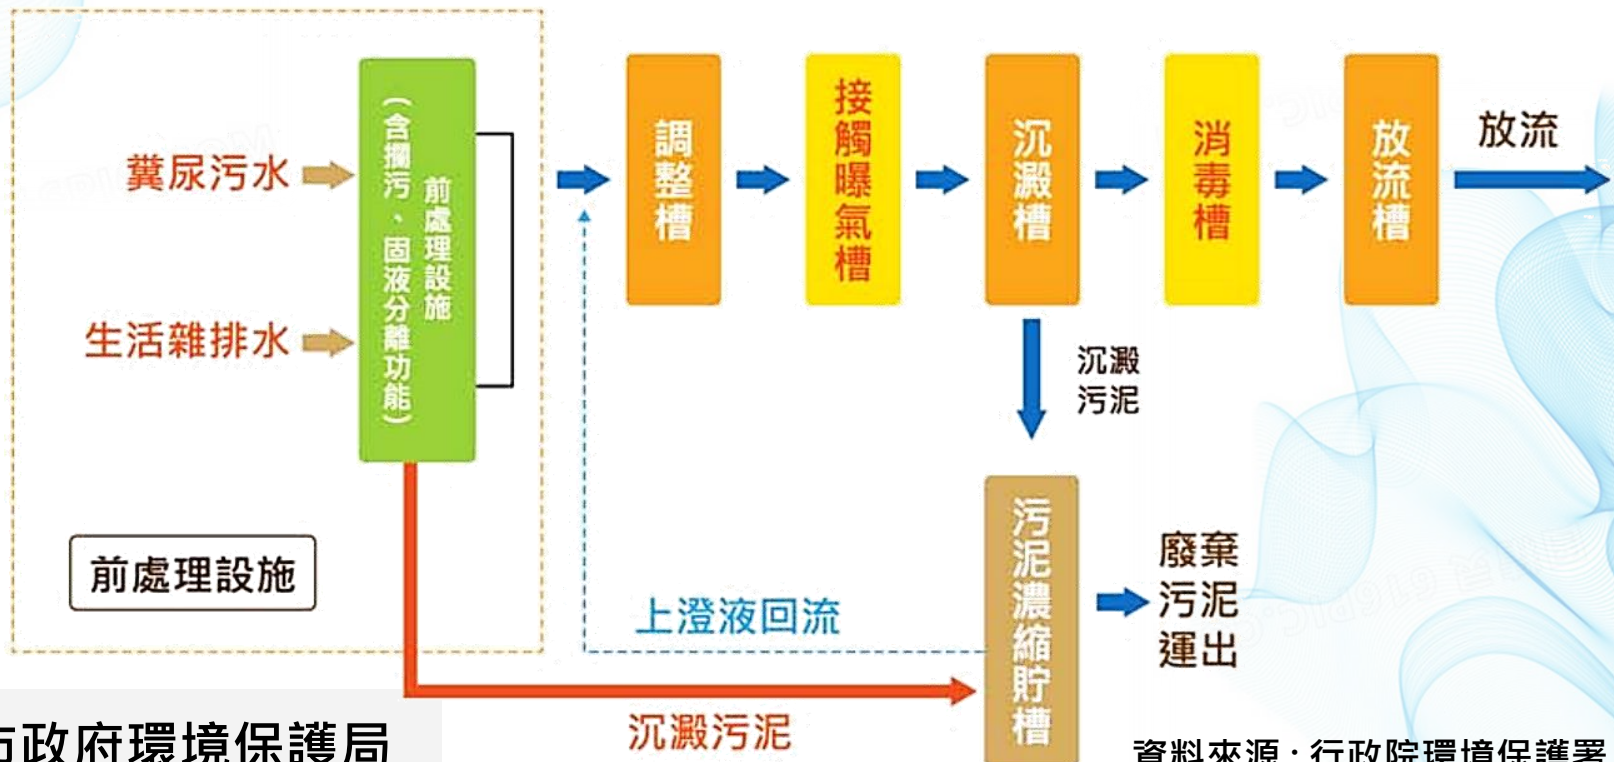 糞尿污水
生活雜排水
前處理設施
（含攔污、固液分離功能）
前處理設施
調整槽
接觸曝氣槽
沉澱槽
消毒槽
放流槽
放流
沉澱
污泥
污泥濃縮貯槽
廢棄
污泥
運出
上澄液回流
沉澱污泥
市政府環境保護局
資料來源：行政院環境保護署